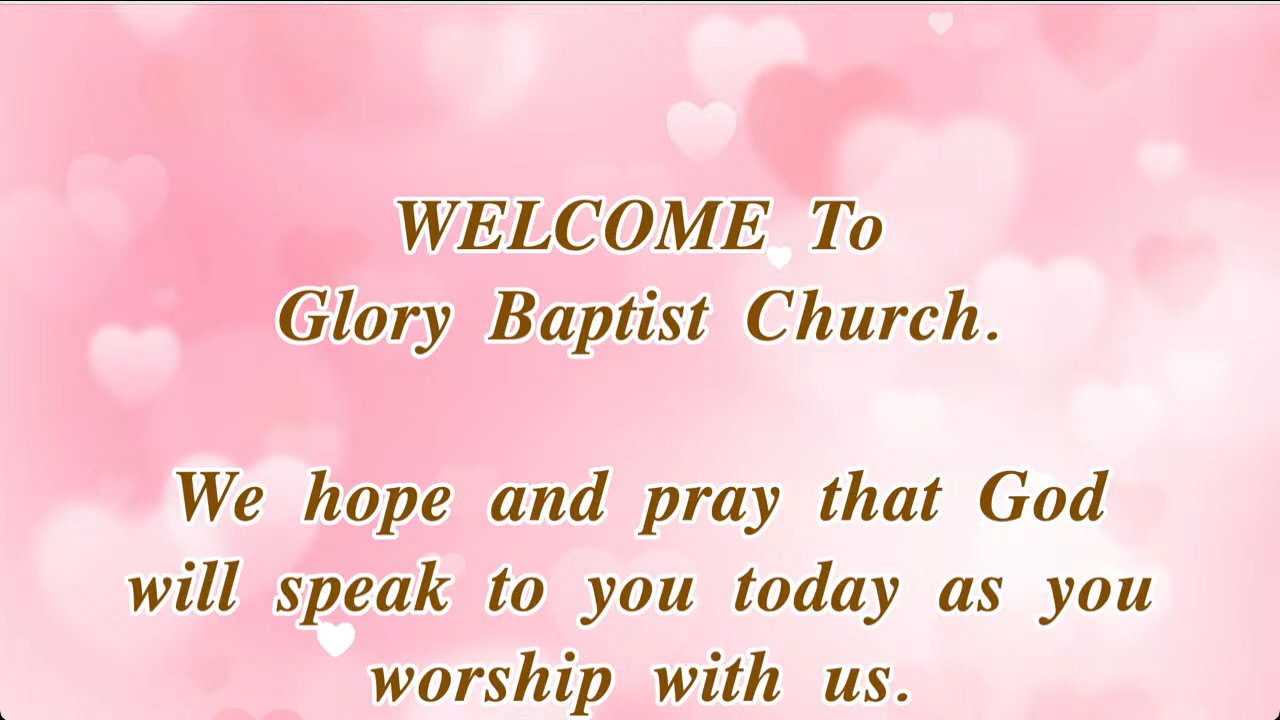 WELCOME To
Glory Baptist Church.
We hope and pray that God
will speak to you today as you
worship with us.